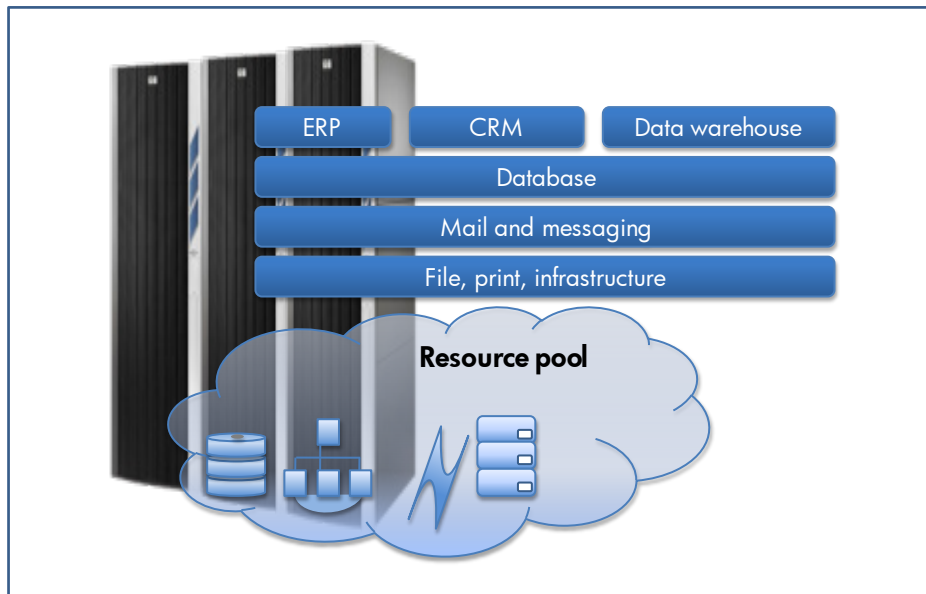 ERP CRM Data warehouse
Database
Mail and messaging
File, print, infrastructure
Resource pool